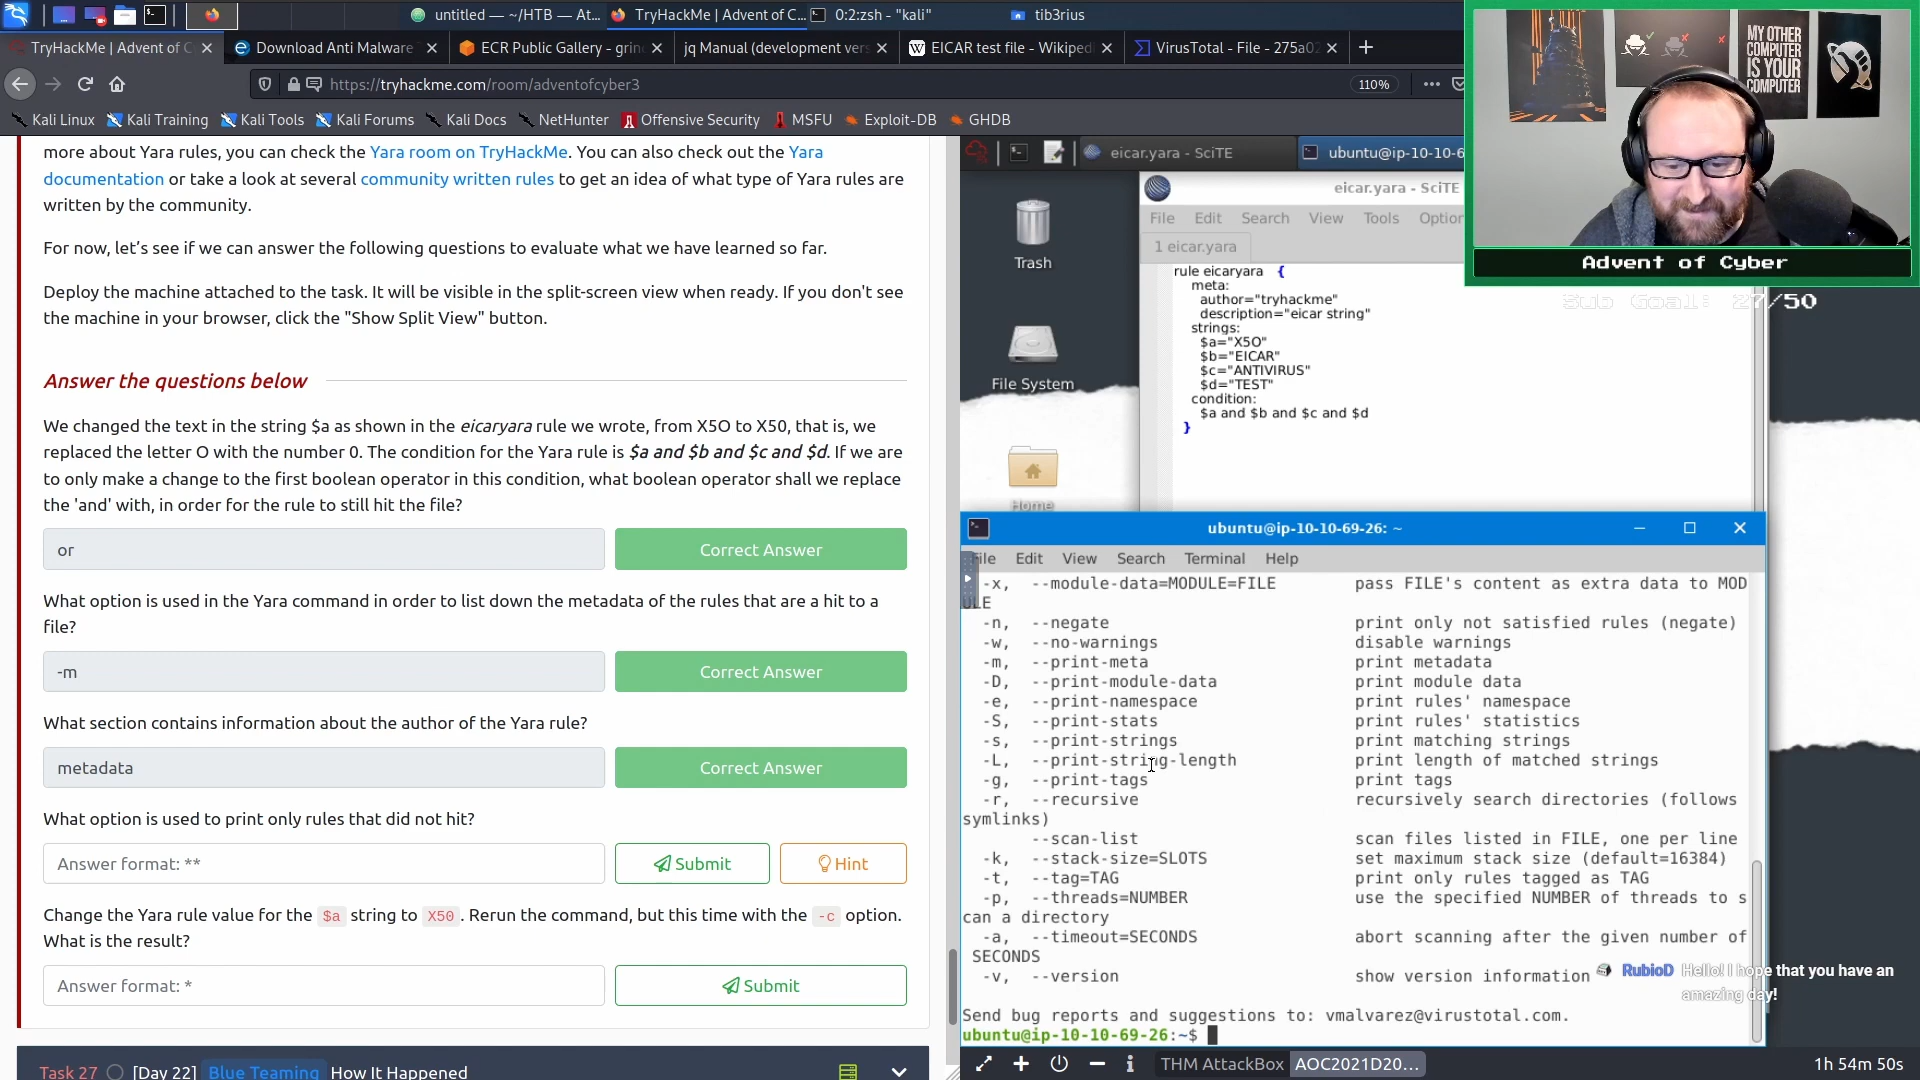 untitled — ~/HTB — At...
TryHackMe | Advent of C...
0:2:zsh - "kali"
tib3rius
TryHackMe | Advent of C
Download Anti Malware
ECR Public Gallery - grin
jq Manual (development ver
EICAR test file - Wikiped
VirusTotal - File - 275a02
https://tryhackme.com/room/adventofcyber3
110%
Kali Linux
Kali Training
Kali Tools
Kali Forums
Kali Docs
NetHunter
Offensive Security
MSFU
Exploit-DB
GHDB
more about Yara rules, you can check the Yara room on TryHackMe. You can also check out the Yara
documentation or take a look at several community written rules to get an idea of what type of Yara rules are
written by the community.
For now, let's see if we can answer the following questions to evaluate what we have learned so far.
Deploy the machine attached to the task. It will be visible in the split-screen view when ready. If you don't see
the machine in your browser, click the "Show Split View" button.
Answer the questions below
We changed the text in the string $a as shown in the eicaryara rule we wrote, from X5O to X50, that is, we
replaced the letter O with the number 0. The condition for the Yara rule is $a and $b and $c and $d. If we are
to only make a change to the first boolean operator in this condition, what boolean operator shall we replace
the 'and' with, in order for the rule to still hit the file?
or
Correct Answer
What option is used in the Yara command in order to list down the metadata of the rules that are a hit to a
file?
-m
Correct Answer
What section contains information about the author of the Yara rule?
metadata
Correct Answer
What option is used to print only rules that did not hit?
Answer format: **
Submit
Hint
Change the Yara rule value for the $a string to X50. Rerun the command, but this time with the -c option.
What is the result?
Answer format: *
Submit
Task 27
[Day 22]
Blue Teaming
How It Happened
eicar.yara - SciTE
ubuntu@ip-10-10-6
Trash
File System
Home
eicar.yara - SciTE
File Edit Search View Tools Option
1 eicar.yara
rule eicaryara {
meta:
author="tryhackme"
description="eicar string"
strings:
$a="X5O"
$b="EICAR"
$c="ANTIVIRUS"
$d="TEST"
condition:
$a and $b and $c and $d
}
MY OTHER
COMPUTER
IS YOUR
COMPUTER
Advent of Cyber
Sub Goal: 27/50
ubuntu@ip-10-10-69-26: ~
File Edit View Search Terminal Help
-x, --module-data=MODULE=FILE pass FILE's content as extra data to MOD
ULE
-n, --negate print only not satisfied rules (negate)
-w, --no-warnings disable warnings
-m, --print-meta print metadata
-D, --print-module-data print module data
-e, --print-namespace print rules' namespace
-S, --print-stats print rules' statistics
-s, --print-strings print matching strings
-L, --print-string-length print length of matched strings
-g, --print-tags print tags
-r, --recursive recursively search directories (follows
symlinks)
--scan-list scan files listed in FILE, one per line
-k, --stack-size=SLOTS set maximum stack size (default=16384)
-t, --tag=TAG print only rules tagged as TAG
-p, --threads=NUMBER use the specified NUMBER of threads to s
can a directory
-a, --timeout=SECONDS abort scanning after the given number of
SECONDS
-v, --version show version information
Send bug reports and suggestions to: vmalvarez@virustotal.com.
ubuntu@ip-10-10-69-26:~$
RubioD Hello! I hope that you have an
amazing day!
THM AttackBox
AOC2021D20...
1h 54m 50s